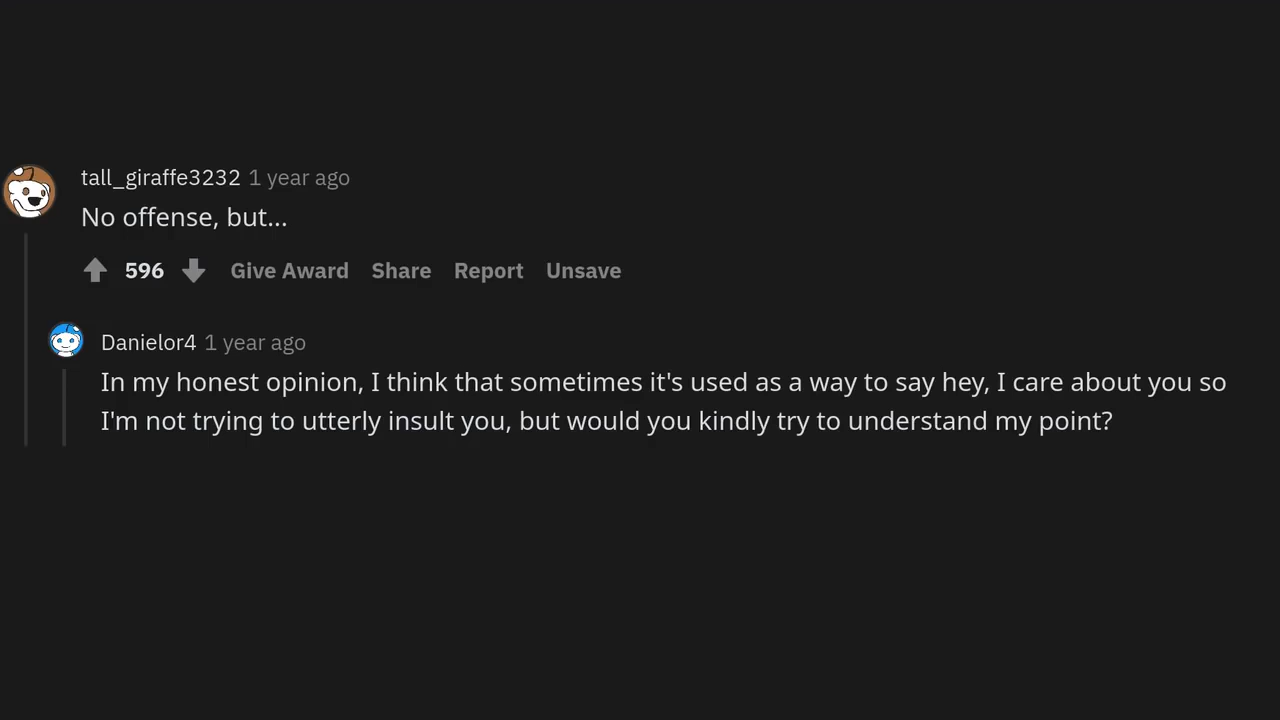 tall_giraffe3232 1 year ago
No offense, but...
596 Give Award Share Report Unsave
Danielor4 1 year ago
In my honest opinion, I think that sometimes it's used as a way to say hey, I care about you so
I'm not trying to utterly insult you, but would you kindly try to understand my point?